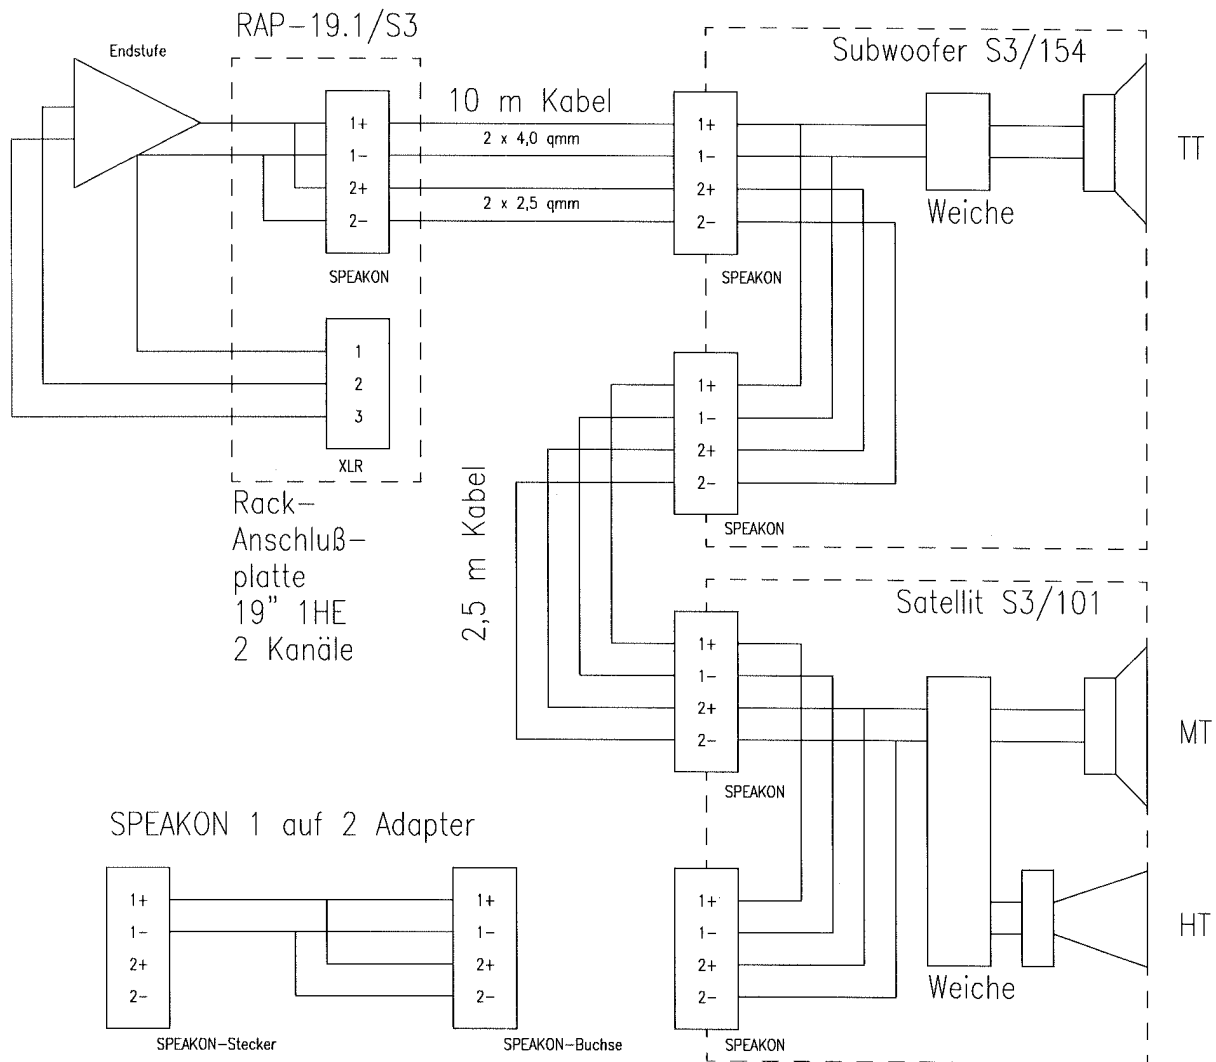 RAP-19.1/S3
Endstufe
1+
1-
2+
2-
SPEAKON
1
2
3
XLR
Rack-
Anschluß-
platte
19" 1HE
2 Kanäle
10 m Kabel
2 x 4,0 qmm
2 x 2,5 qmm
Subwoofer S3/154
1+
1-
2+
2-
SPEAKON
Weiche
TT
1+
1-
2+
2-
SPEAKON
2,5 m Kabel
Satellit S3/101
1+
1-
2+
2-
SPEAKON
MT
1+
1-
2+
2-
SPEAKON
Weiche
HT
SPEAKON 1 auf 2 Adapter
1+
1-
2+
2-
SPEAKON-Stecker
1+
1-
2+
2-
SPEAKON-Buchse